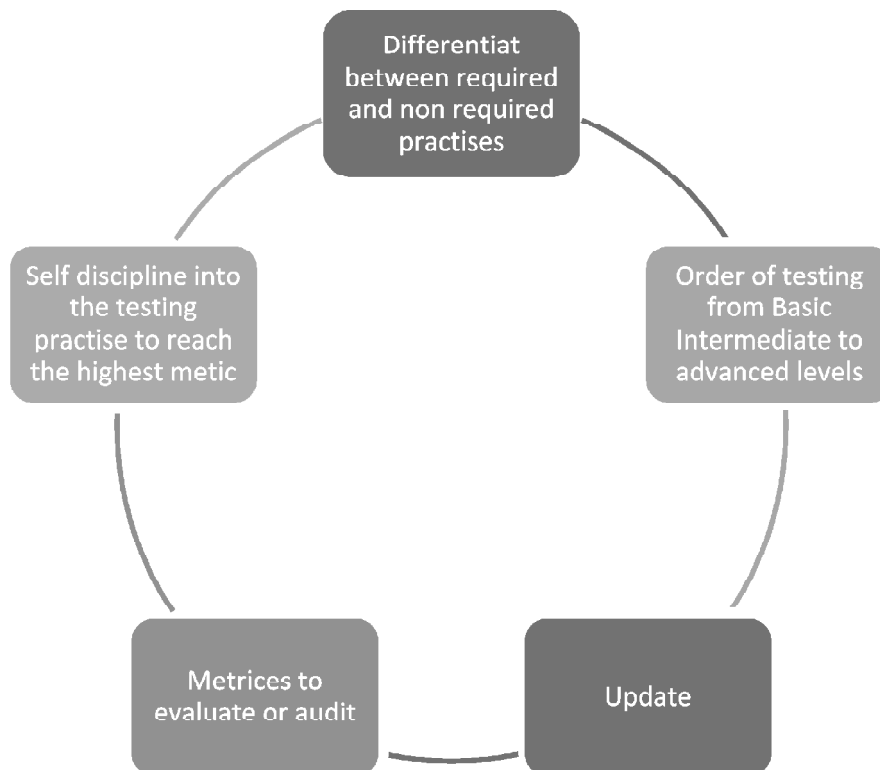 Differentiat
between required
and non required
practises
Order of testing
from Basic
Intermediate to
advanced levels
Update
Metrices to
evaluate or audit
Self discipline into
the testing
practise to reach
the highest metic